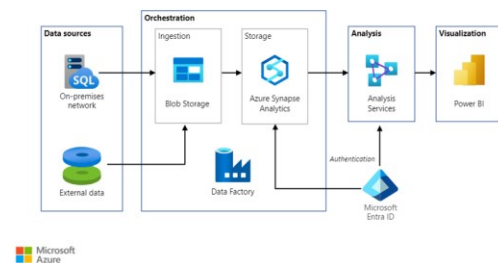 Data sources
SQL
On-premises
network
External data
Orchestration
Ingestion
Blob Storage
Storage
Azure Synapse
Analytics
Data Factory
Analysis
Analysis
Services
Authentication
Microsoft
Entra ID
Visualization
Power BI
Microsoft
Azure